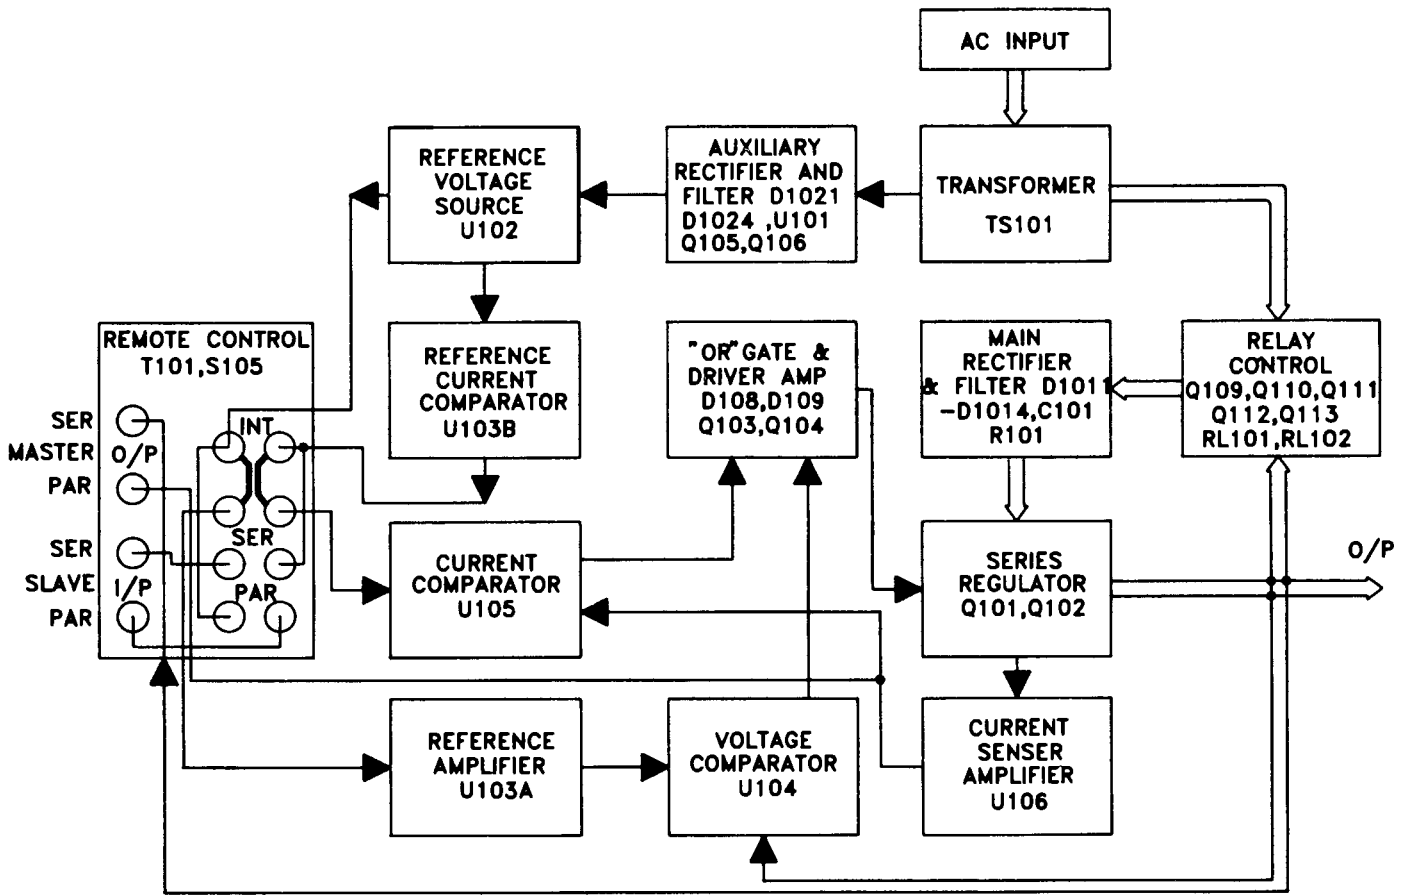 AC INPUT
REFERENCE
VOLTAGE
SOURCE
U102
AUXILIARY
RECTIFIER AND
FILTER D1021
D1024 ,U101
Q105,Q106
TRANSFORMER
TS101
REMOTE CONTROL
T101,S105
SER
MASTER O/P
PAR
SER
SLAVE I/P
PAR
INT
SER
PAR
REFERENCE
CURRENT
COMPARATOR
U103B
"OR"GATE &
DRIVER AMP
D108,D109
Q103,Q104
MAIN
RECTIFIER
& FILTER D1011
-D1014,C101
R101
RELAY
CONTROL
Q109,Q110,Q111
Q112,Q113
RL101,RL102
CURRENT
COMPARATOR
U105
SERIES
REGULATOR
Q101,Q102
O/P
REFERENCE
AMPLIFIER
U103A
VOLTAGE
COMPARATOR
U104
CURRENT
SENSER
AMPLIFIER
U106